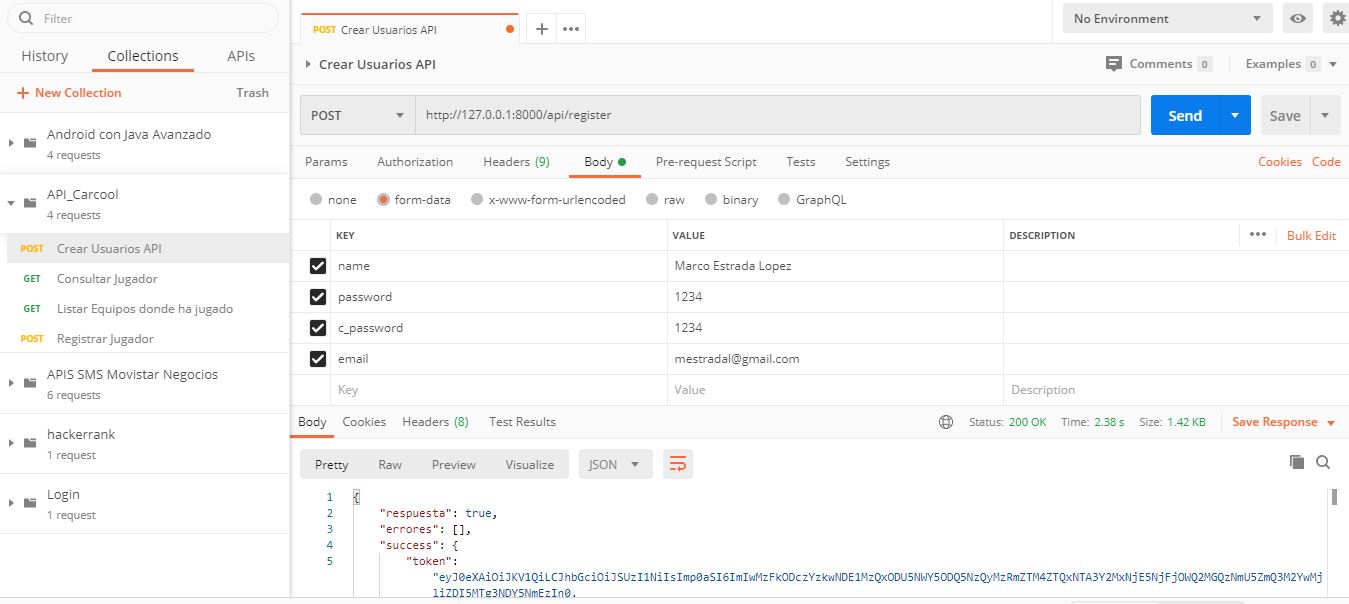 Filter
History Collections APIs
+ New Collection Trash
Android con Java Avanzado
4 requests
API_Carcool
4 requests
POST Crear Usuarios API
GET Consultar Jugador
GET Listar Equipos donde ha jugado
POST Registrar Jugador
APIS SMS Movistar Negocios
6 requests
hackerrank
1 request
Login
1 request
POST Crear Usuarios API
No Environment
Crear Usuarios API
Comments 0 Examples 0
POST http://127.0.0.1:8000/api/register Send Save
Params Authorization Headers (9) Body Pre-request Script Tests Settings Cookies Code
none form-data x-www-form-urlencoded raw binary GraphQL
KEY VALUE DESCRIPTION Bulk Edit
name Marco Estrada Lopez
password 1234
c_password 1234
email mestradal@gmail.com
Key Value Description
Body Cookies Headers (8) Test Results Status: 200 OK Time: 2.38 s Size: 1.42 KB Save Response
Pretty Raw Preview Visualize JSON
1 {
2 "respuesta": true,
3 "errores": [],
4 "success": {
5 "token":